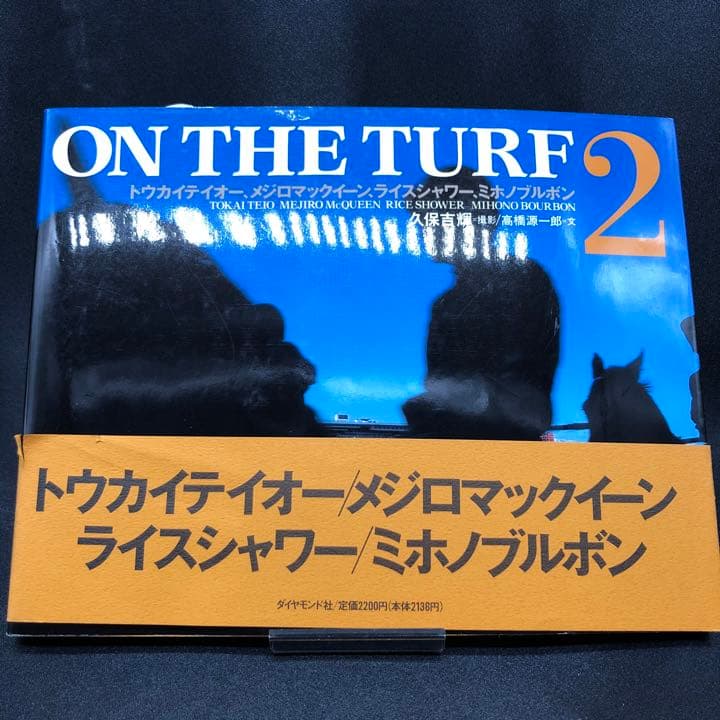 ON THE TURF 2
トウカイテイオー、メジロマックイーン、ライスシャワー、ミホノブルボン
TOKAI TEIO MEJIRO McQUEEN RICE SHOWER MIHONO BOURBON
久保吉輝・撮影/高橋源一郎・文
トウカイテイオー/メジロマックイーン
ライスシャワー/ミホノブルボン
ダイヤモンド社/定価2200円(本体2136円)